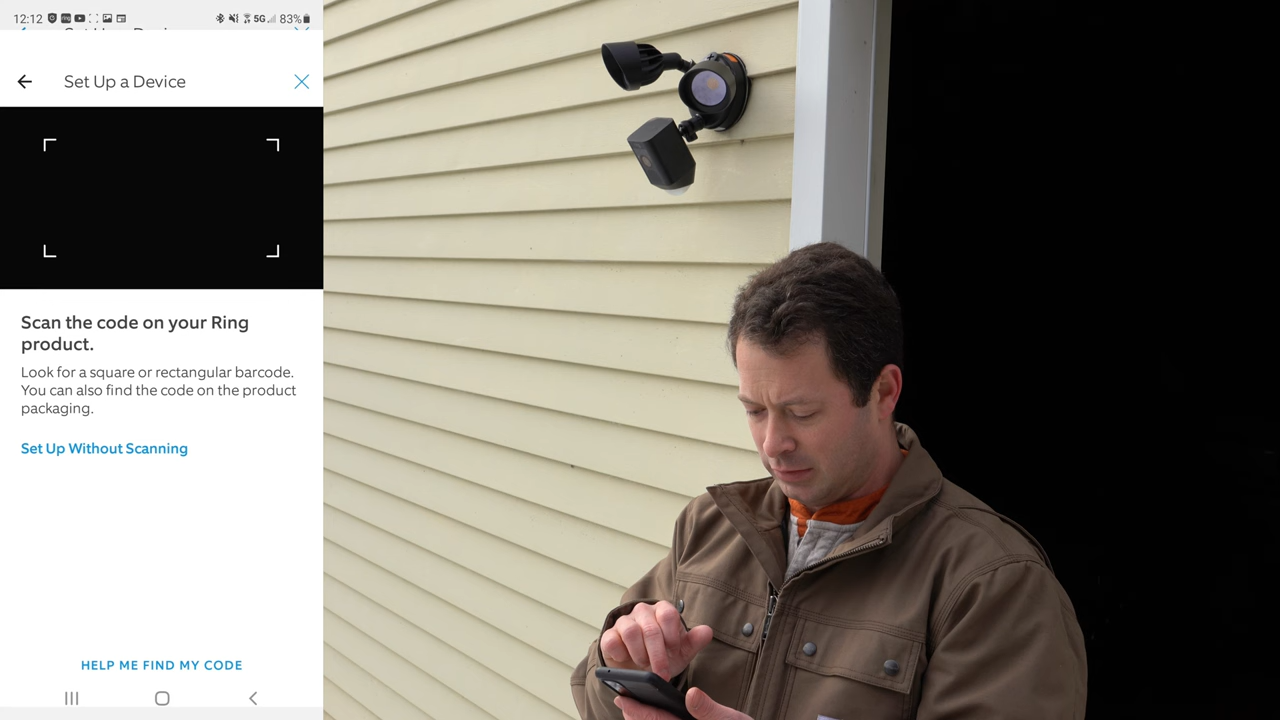 12:12
5G 83%
Set Up a Device
Scan the code on your Ring
product.
Look for a square or rectangular barcode.
You can also find the code on the product
packaging.
Set Up Without Scanning
HELP ME FIND MY CODE